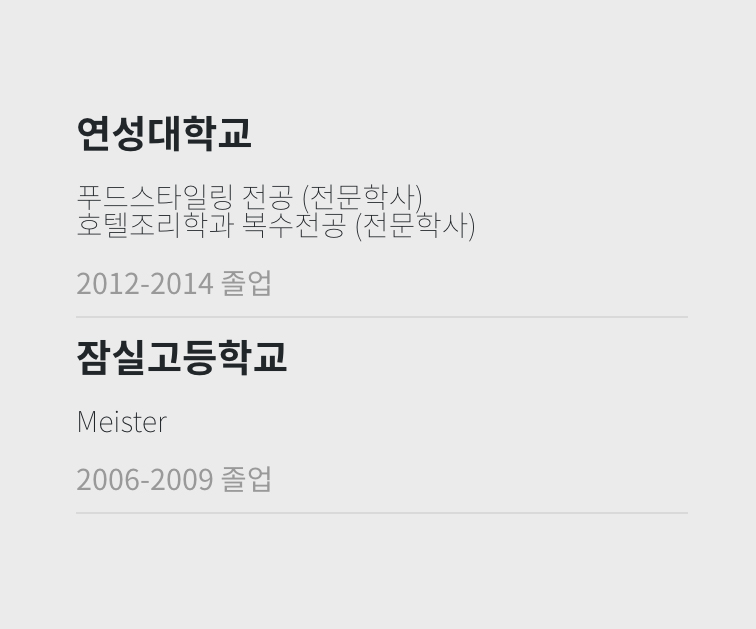 연성대학교
푸드스타일링 전공 (전문학사)
호텔조리학과 복수전공 (전문학사)
2012-2014 졸업
잠실고등학교
Meister
2006-2009 졸업